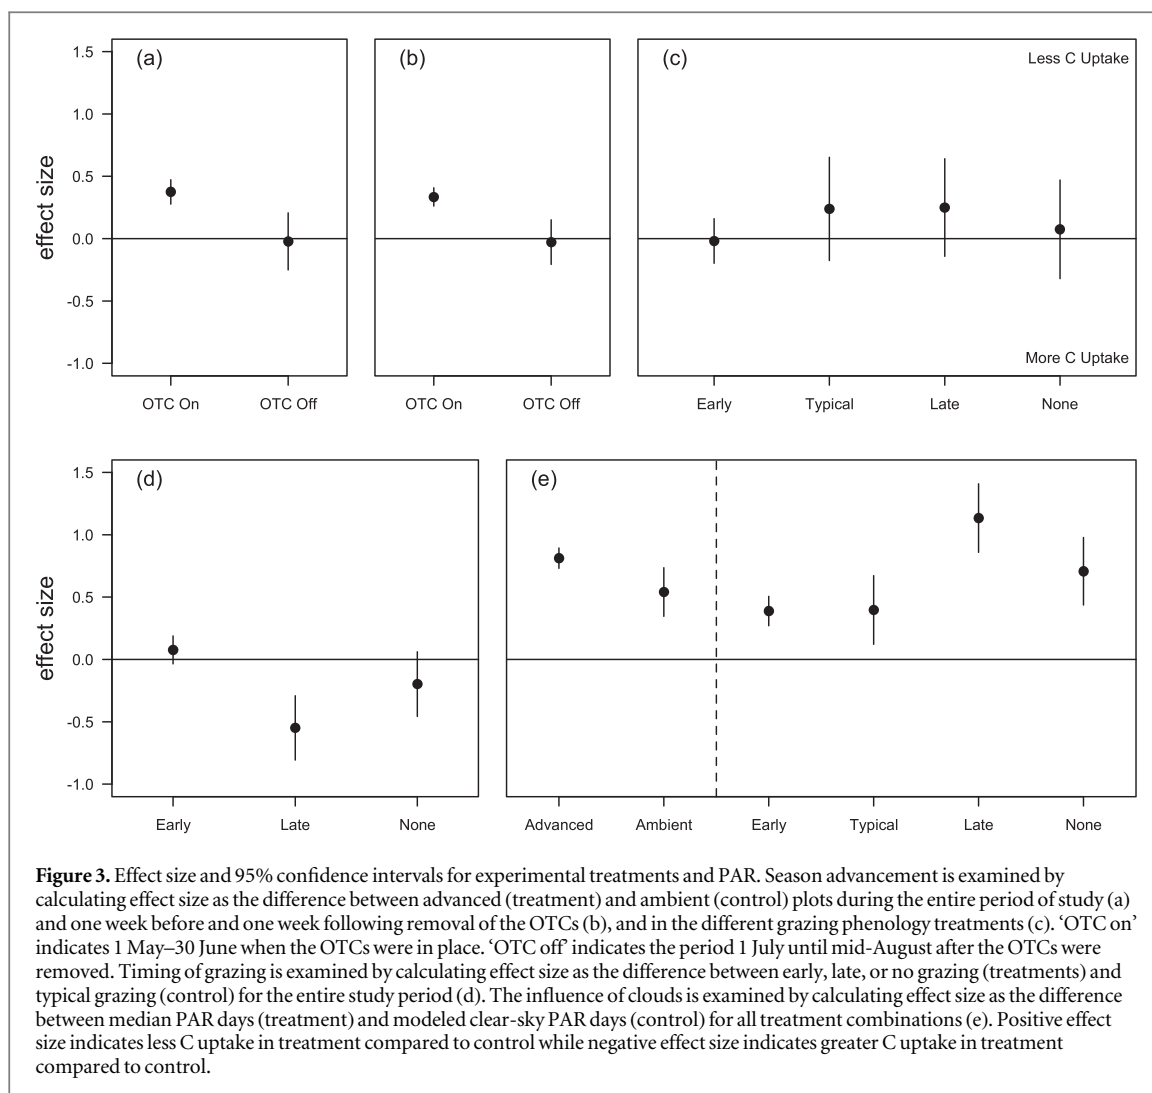 (a)
(b)
(c)
Less C Uptake
1.5
1.0
0.5
0.0
-0.5
-1.0
effect size
More C Uptake
OTC On
OTC Off
OTC On
OTC Off
Early
Typical
Late
None
(d)
(e)
1.5
1.0
0.5
0.0
-0.5
-1.0
effect size
Early
Late
None
Advanced
Ambient
Early
Typical
Late
None
Figure 3. Effect size and 95% confidence intervals for experimental treatments and PAR. Season advancement is examined by
calculating effect size as the difference between advanced (treatment) and ambient (control) plots during the entire period of study (a)
and one week before and one week following removal of the OTCs (b), and in the different grazing phenology treatments (c). ‘OTC on’
indicates 1 May–30 June when the OTCs were in place. ‘OTC off’ indicates the period 1 July until mid-August after the OTCs were
removed. Timing of grazing is examined by calculating effect size as the difference between early, late, or no grazing (treatments) and
typical grazing (control) for the entire study period (d). The influence of clouds is examined by calculating effect size as the difference
between median PAR days (treatment) and modeled clear-sky PAR days (control) for all treatment combinations (e). Positive effect
size indicates less C uptake in treatment compared to control while negative effect size indicates greater C uptake in treatment
compared to control.